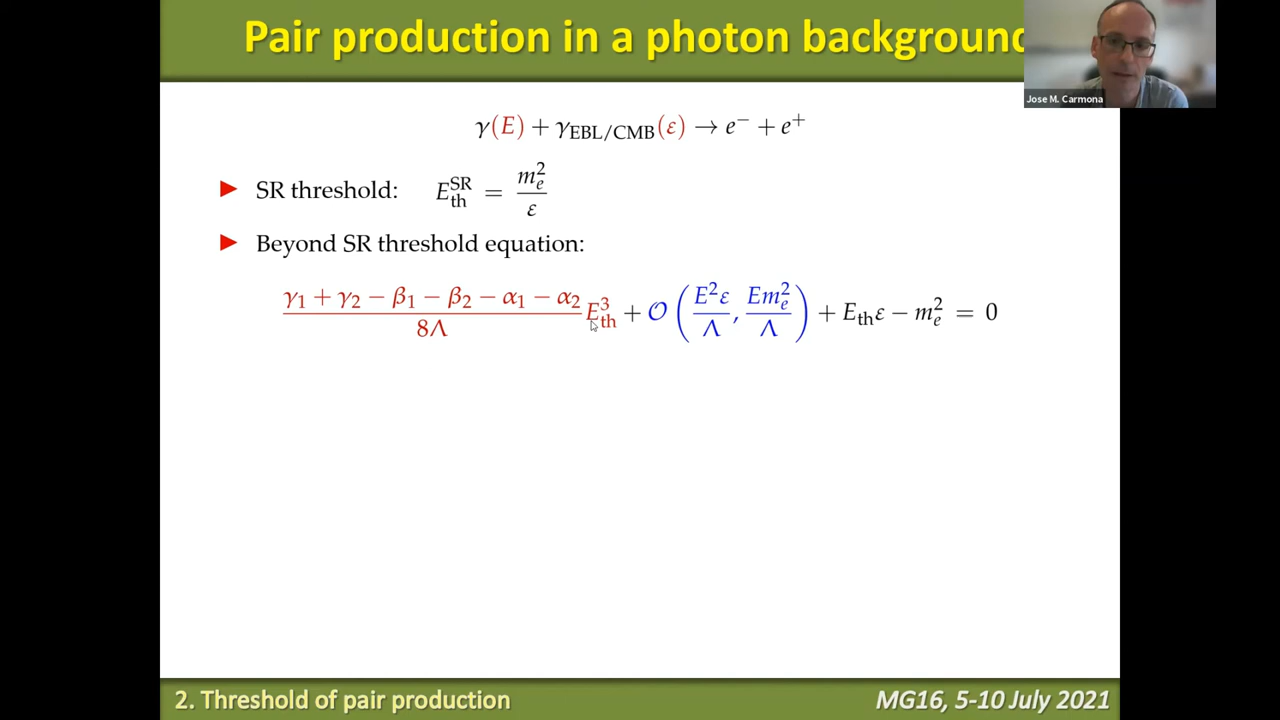 Pair production in a photon background
Jose M. Carmona
γ(E) + γ_EBL/CMB(ε) → e⁻ + e⁺
▶ SR threshold: E_th^SR = m_e²/ε
▶ Beyond SR threshold equation:
(γ₁ + γ₂ − β₁ − β₂ − α₁ − α₂)/(8Λ) E_th³ + 𝒪(E²ε/Λ, Em_e²/Λ) + E_th ε − m_e² = 0
2. Threshold of pair production
MG16, 5-10 July 2021